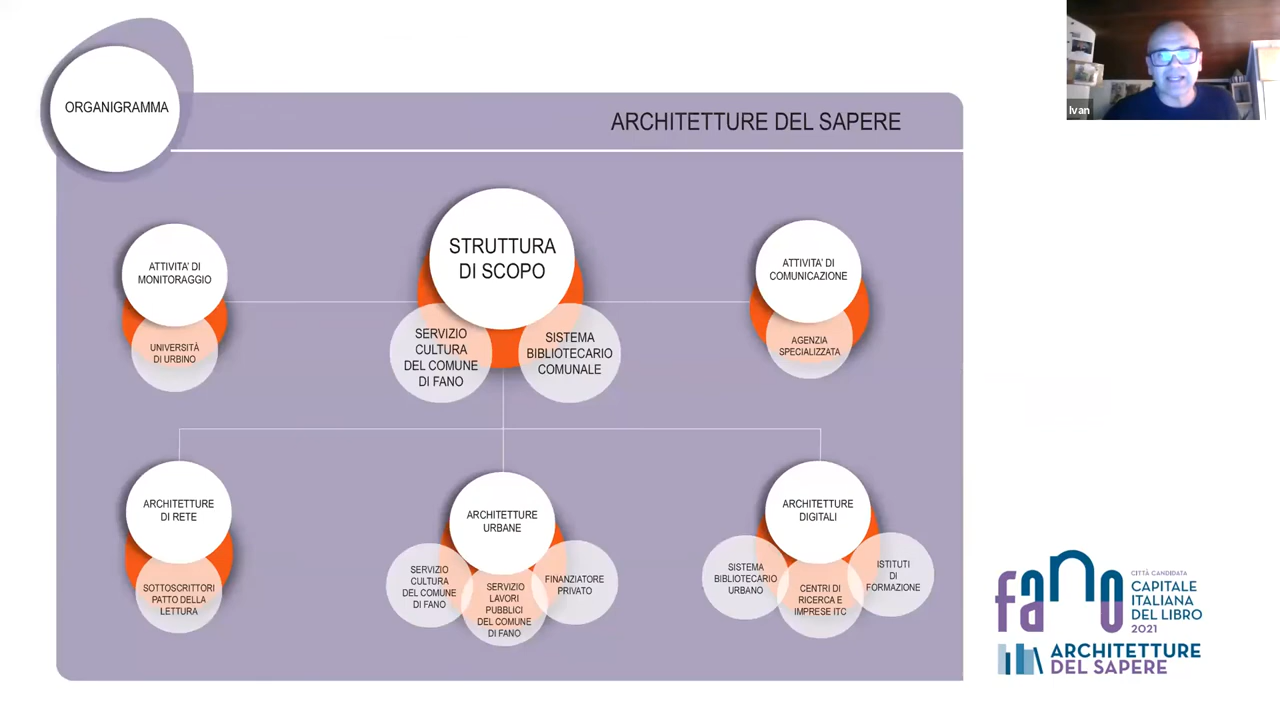 ORGANIGRAMMA
ARCHITETTURE DEL SAPERE
Ivan
STRUTTURA
DI SCOPO
SERVIZIO
CULTURA
DEL COMUNE
DI FANO
SISTEMA
BIBLIOTECARIO
COMUNALE
ATTIVITA' DI
MONITORAGGIO
UNIVERSITÀ
DI URBINO
ATTIVITA' DI
COMUNICAZIONE
AGENZIA
SPECIALIZZATA
ARCHITETTURE
DI RETE
SOTTOSCRITTORI
PATTO DELLA
LETTURA
ARCHITETTURE
URBANE
SERVIZIO
CULTURA
DEL COMUNE
DI FANO
SERVIZIO
LAVORI
PUBBLICI
DEL COMUNE
DI FANO
FINANZIATORE
PRIVATO
ARCHITETTURE
DIGITALI
SISTEMA
BIBLIOTECARIO
URBANO
CENTRI DI
RICERCA E
IMPRESE ITC
ISTITUTI
DI
FORMAZIONE
fano
CITTÀ CANDIDATA
CAPITALE
ITALIANA
DEL LIBRO
2021
ARCHITETTURE
DEL SAPERE